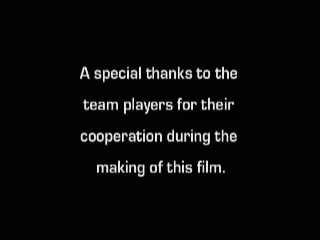 A special thanks to the
team players for their
cooperation during the
making of this film.